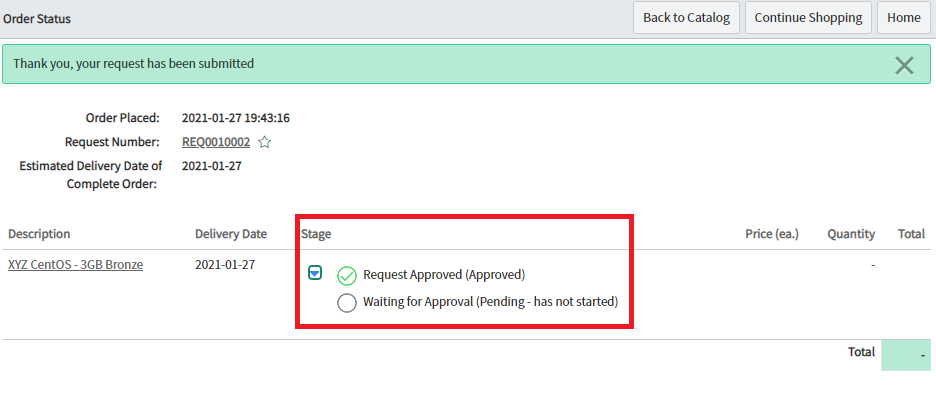 Order Status
Back to Catalog
Continue Shopping
Home
Thank you, your request has been submitted
Order Placed: 2021-01-27 19:43:16
Request Number: REQ0010002
Estimated Delivery Date of 2021-01-27
Complete Order:
Description Delivery Date Stage Price (ea.) Quantity Total
XYZ CentOS - 3GB Bronze 2021-01-27 Request Approved (Approved) -
Waiting for Approval (Pending - has not started)
Total -